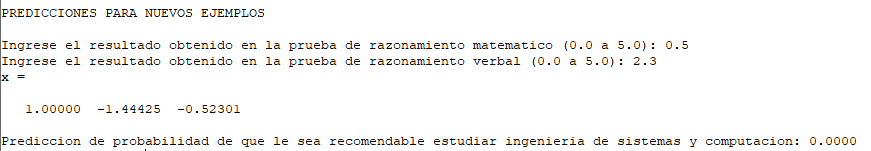 PREDICCIONES PARA NUEVOS EJEMPLOS
Ingrese el resultado obtenido en la prueba de razonamiento matematico (0.0 a 5.0): 0.5
Ingrese el resultado obtenido en la prueba de razonamiento verbal (0.0 a 5.0): 2.3
x =
1.00000 -1.44425 -0.52301
Prediccion de probabilidad de que le sea recomendable estudiar ingenieria de sistemas y computacion: 0.0000